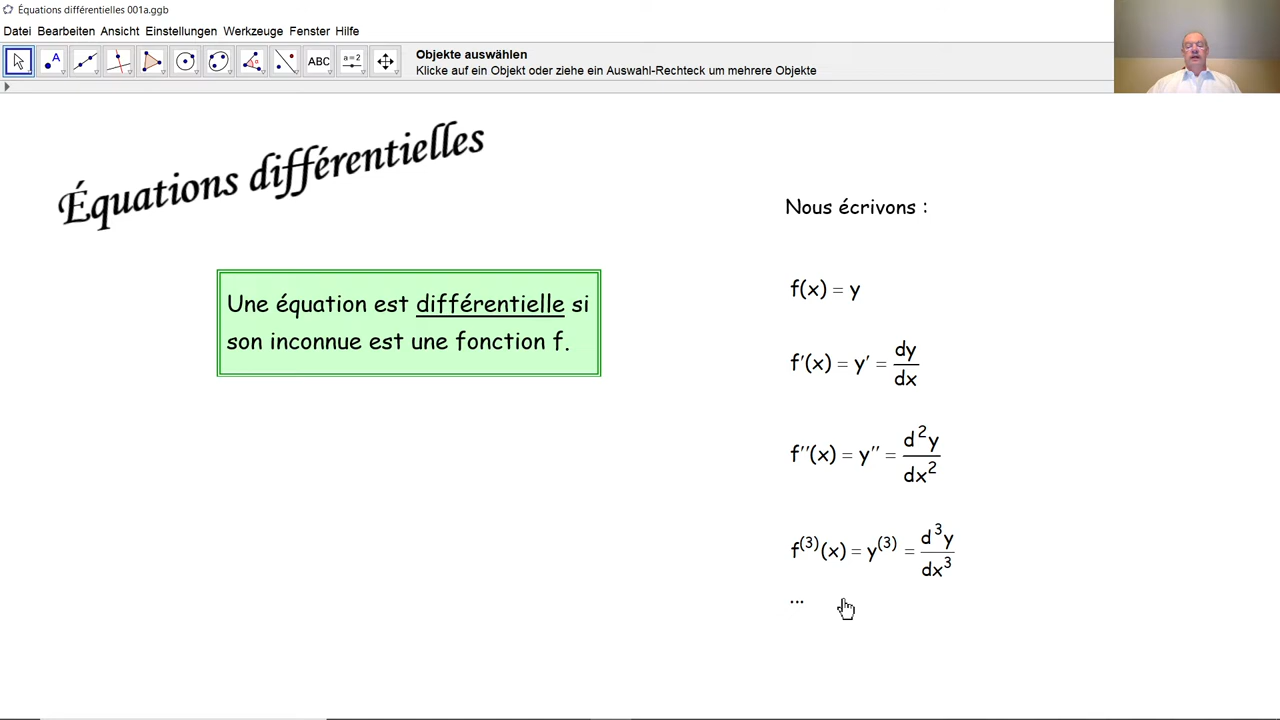 Équations différentielles 001a.ggb
Datei Bearbeiten Ansicht Einstellungen Werkzeuge Fenster Hilfe
A
ABC
a=2
Objekte auswählen
Klicke auf ein Objekt oder ziehe ein Auswahl-Rechteck um mehrere Objekte
Équations différentielles
Une équation est différentielle si
son inconnue est une fonction f.
Nous écrivons :
f(x) = y
f'(x) = y' = dy/dx
f''(x) = y'' = d²y/dx²
f⁽³⁾(x) = y⁽³⁾ = d³y/dx³
...